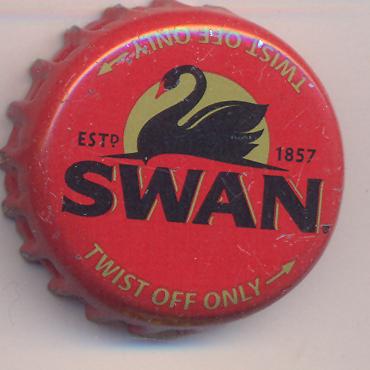 TWIST OFF ONLY
ESTD 1857
SWAN
TWIST OFF ONLY